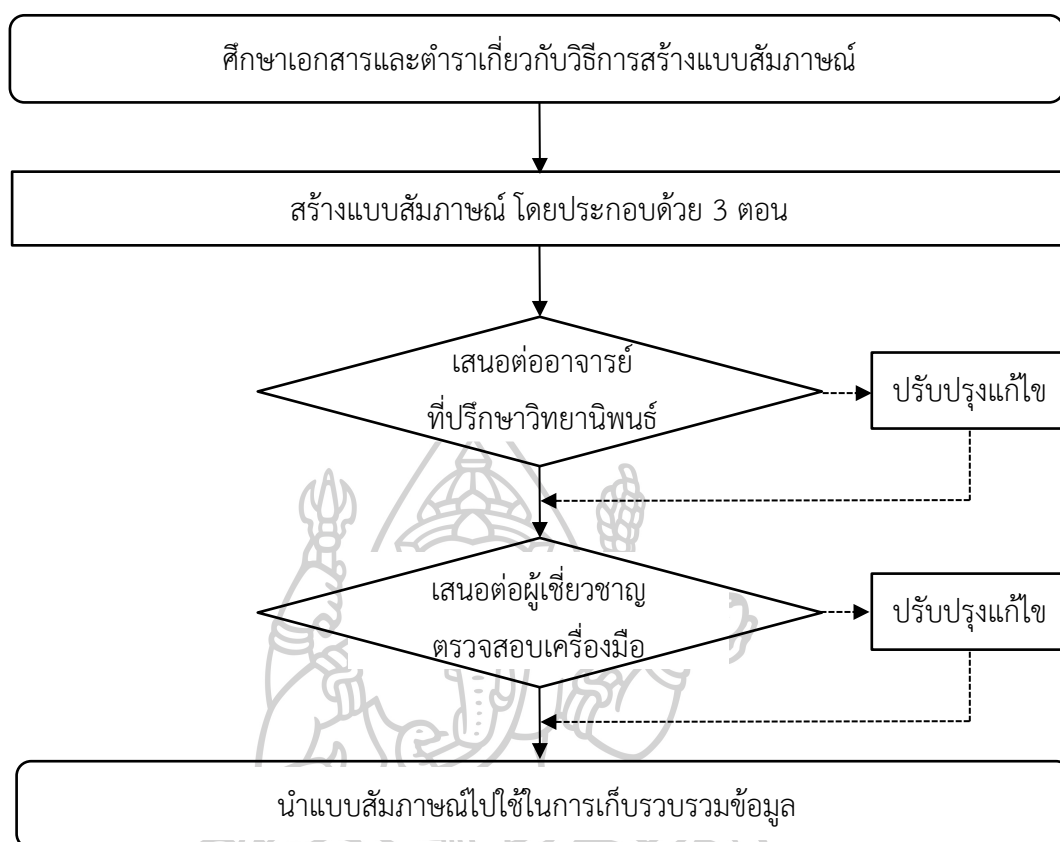 ศึกษาเอกสารและตำราเกี่ยวกับวิธีการสร้างแบบสัมภาษณ์
สร้างแบบสัมภาษณ์ โดยประกอบด้วย 3 ตอน
เสนอต่ออาจารย์
ที่ปรึกษาวิทยานิพนธ์
ปรับปรุงแก้ไข
เสนอต่อผู้เชี่ยวชาญ
ตรวจสอบเครื่องมือ
ปรับปรุงแก้ไข
นำแบบสัมภาษณ์ไปใช้ในการเก็บรวบรวมข้อมูล